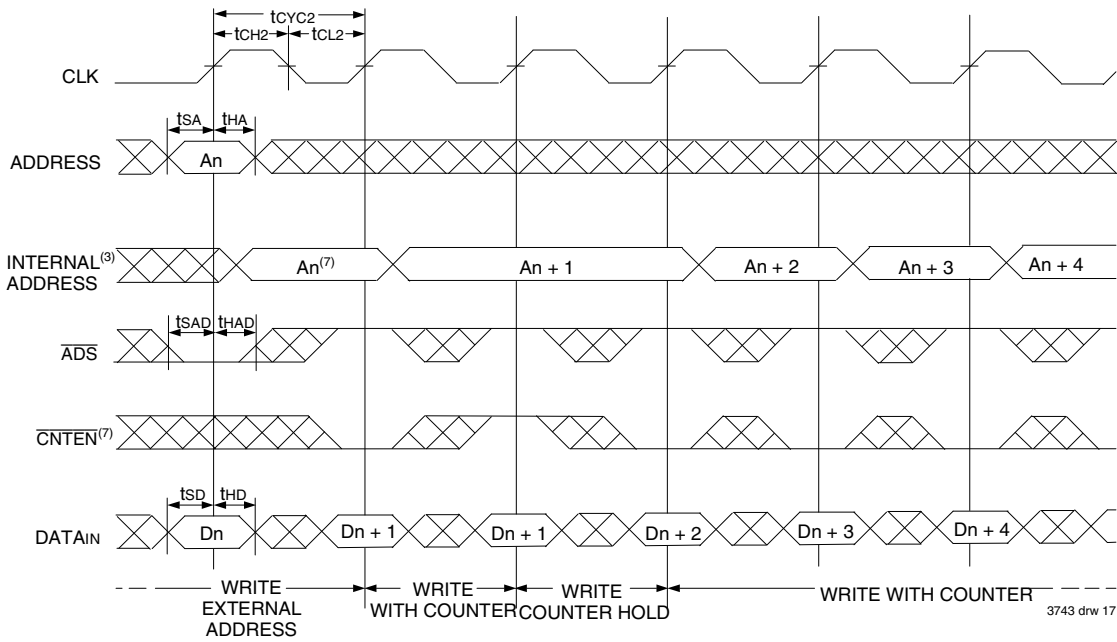 tCYC2
tCH2 tCL2
CLK
tSA tHA
ADDRESS An
INTERNAL(3) ADDRESS An(7) An + 1 An + 2 An + 3 An + 4
tSAD tHAD
ADS
CNTEN(7)
tSD tHD
DATAIN Dn Dn + 1 Dn + 1 Dn + 2 Dn + 3 Dn + 4
WRITE EXTERNAL ADDRESS
WRITE WITH COUNTER
WRITE COUNTER HOLD
WRITE WITH COUNTER
3743 drw 17